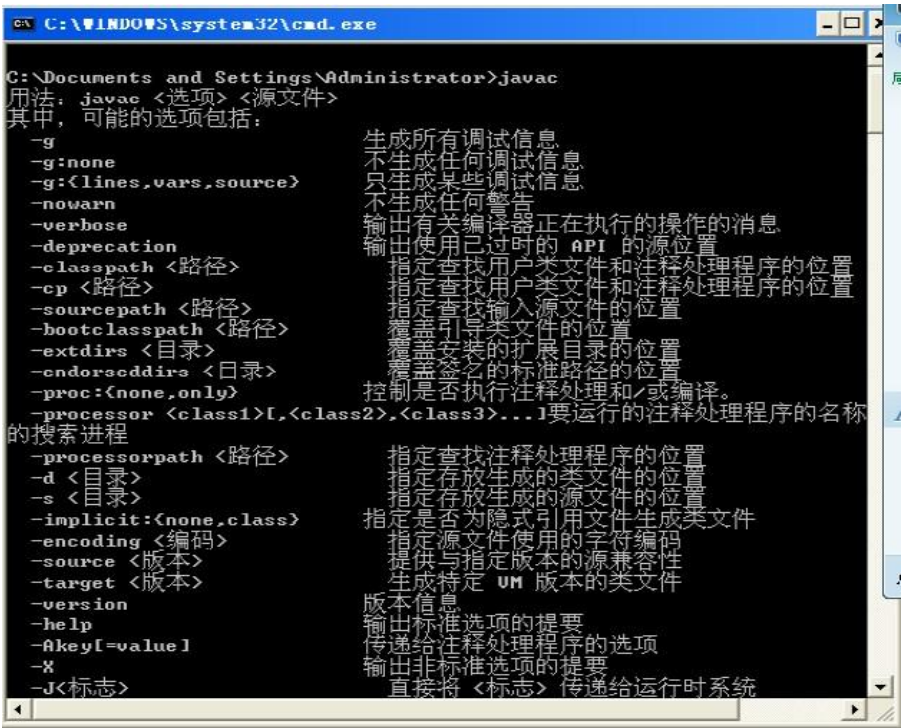 C:\WINDOWS\system32\cmd.exe
C:\Documents and Settings\Administrator>javac
用法：javac <选项> <源文件>
其中，可能的选项包括：
-g 生成所有调试信息
-g:none 不生成任何调试信息
-g:{lines,vars,source} 只生成某些调试信息
-nowarn 不生成任何警告
-verbose 输出有关编译器正在执行的操作的消息
-deprecation 输出使用已过时的 API 的源位置
-classpath <路径> 指定查找用户类文件和注释处理程序的位置
-cp <路径> 指定查找用户类文件和注释处理程序的位置
-sourcepath <路径> 指定查找输入源文件的位置
-bootclasspath <路径> 覆盖引导类文件的位置
-extdirs <目录> 覆盖安装的扩展目录的位置
-endorseddirs <目录> 覆盖签名的标准路径的位置
-proc:{none,only} 控制是否执行注释处理和/或编译。
-processor <class1>[,<class2>,<class3>...]要运行的注释处理程序的名称
的搜索进程
-processorpath <路径> 指定查找注释处理程序的位置
-d <目录> 指定存放生成的类文件的位置
-s <目录> 指定存放生成的源文件的位置
-implicit:{none,class} 指定是否为隐式引用文件生成类文件
-encoding <编码> 指定源文件使用的字符编码
-source <版本> 提供与指定版本的源兼容性
-target <版本> 生成特定 VM 版本的类文件
-version 版本信息
-help 输出标准选项的提要
-Akey[=value] 传递给注释处理程序的选项
-X 输出非标准选项的提要
-J<标志> 直接将 <标志> 传递给运行时系统